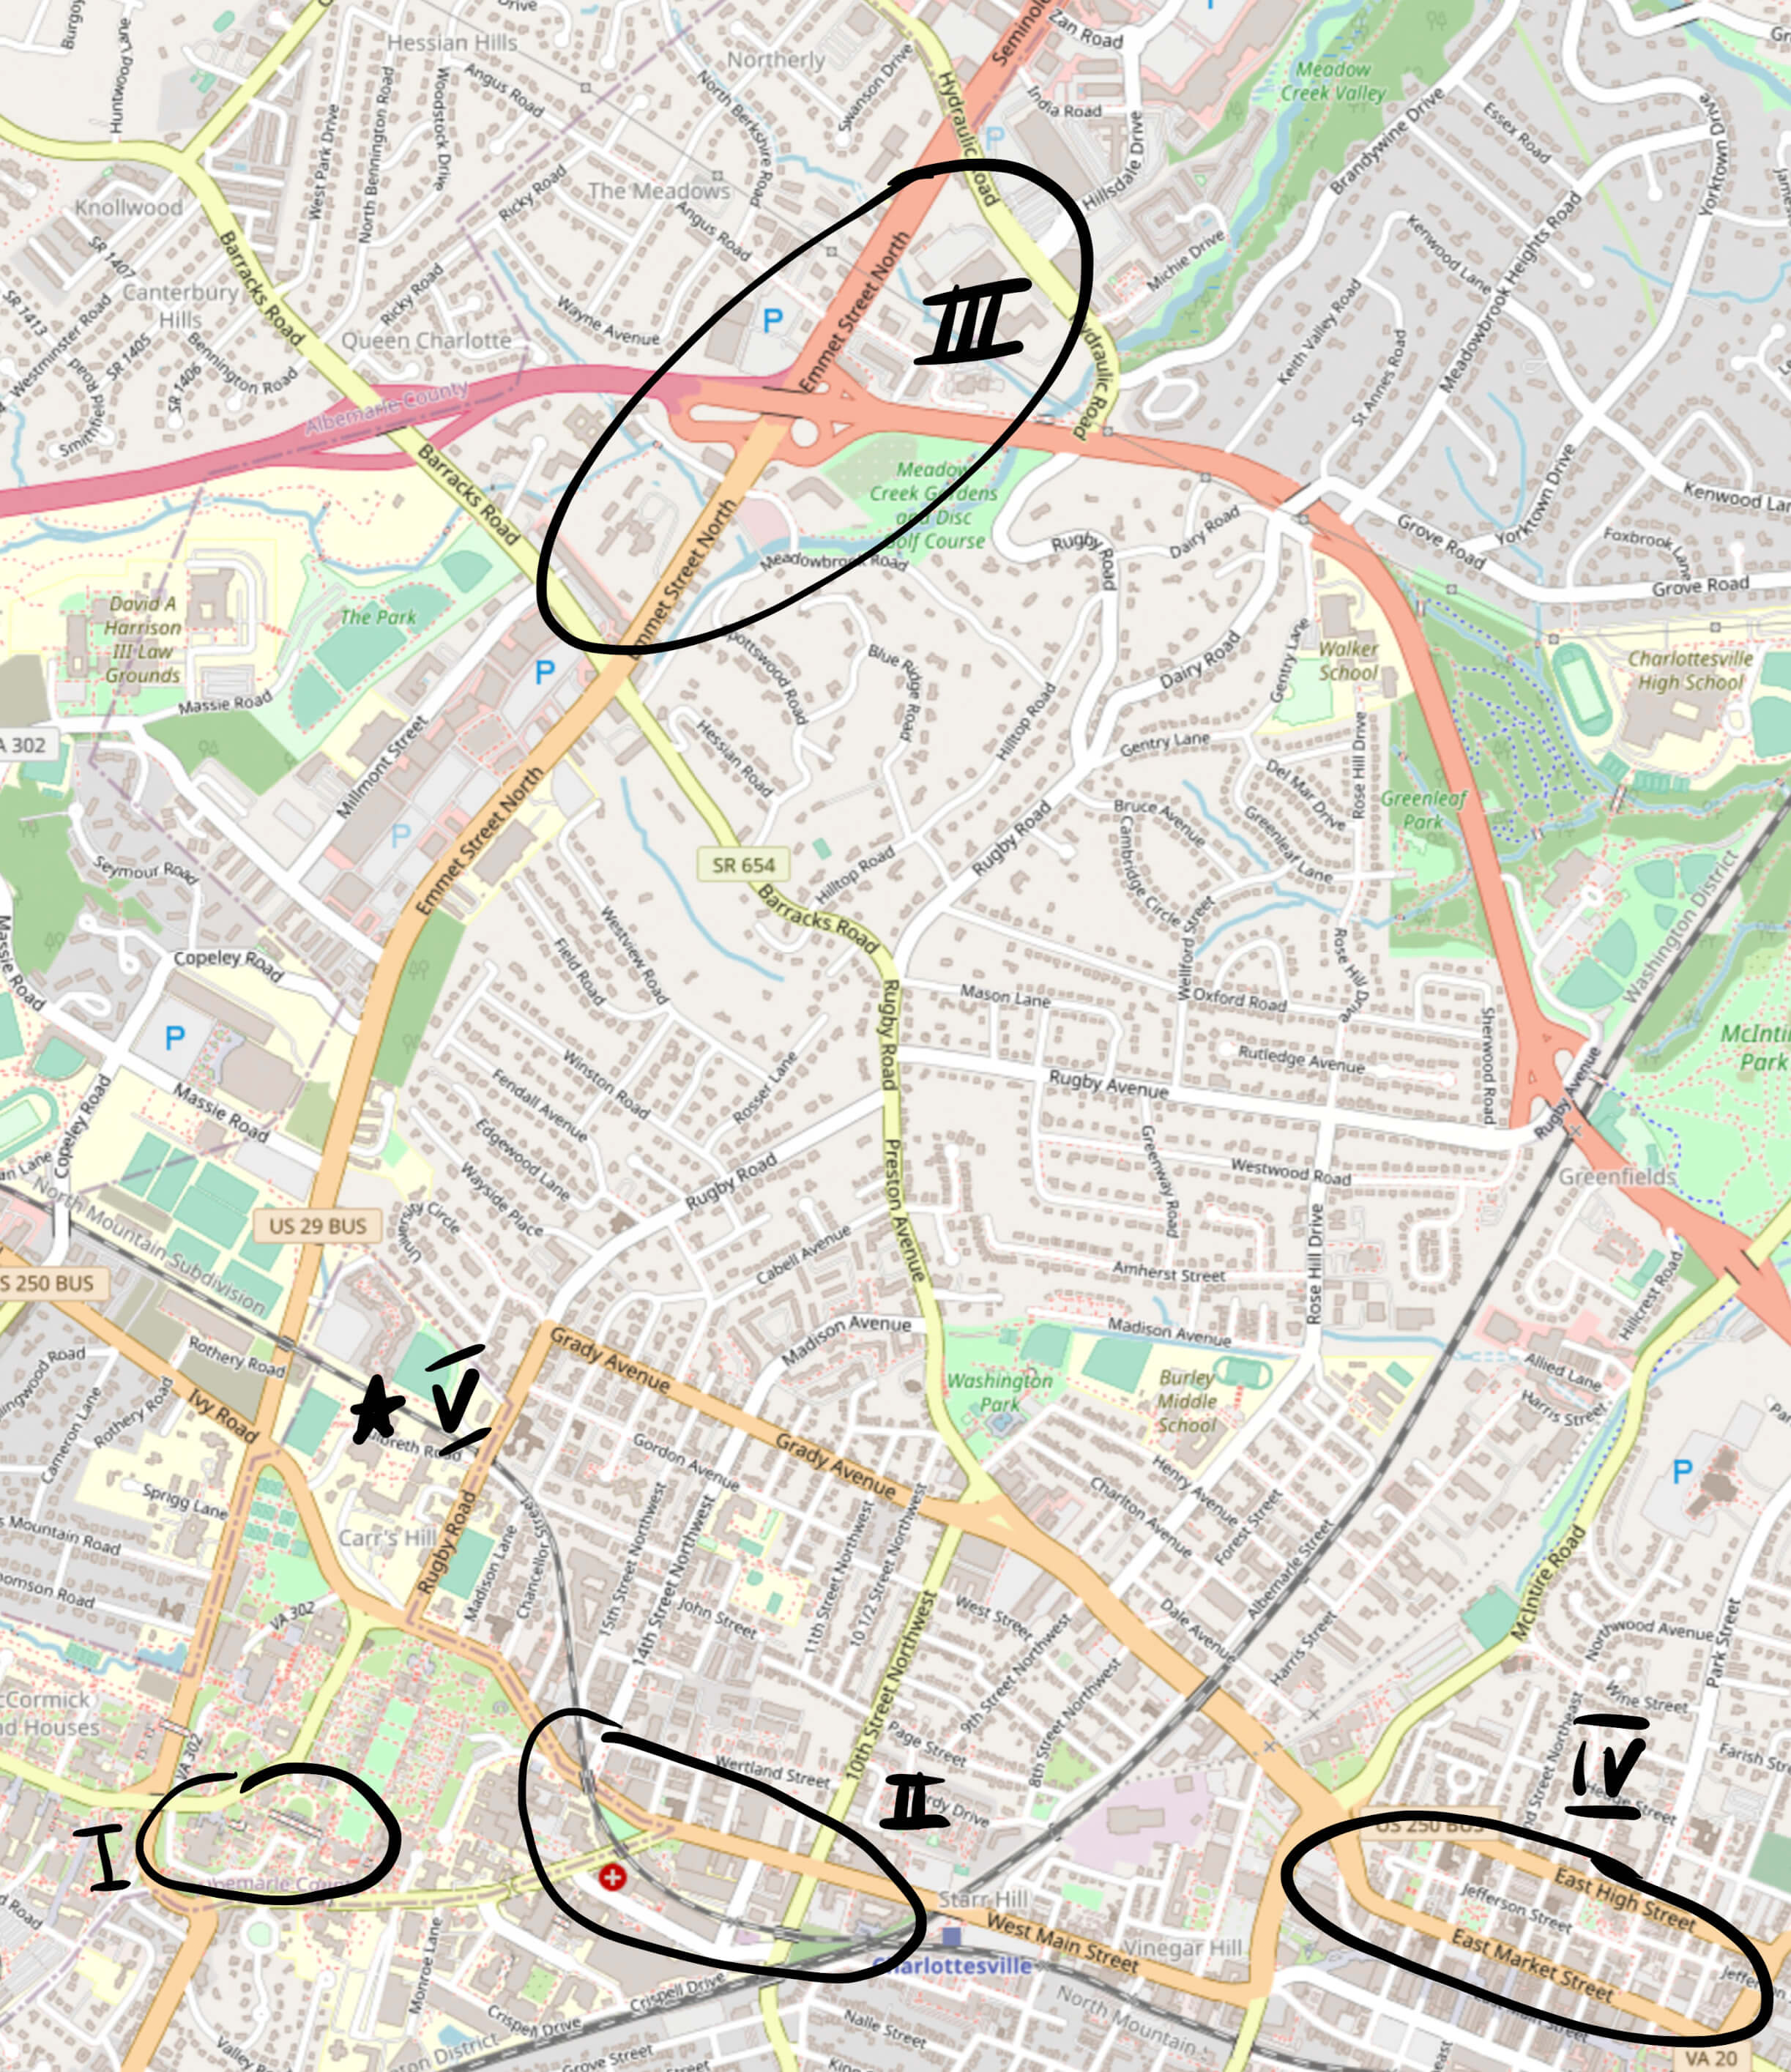 Hessian Hills
Northerly
Zan Road
Seminole
Huntwood Lane
Angus Road
Woodstock Drive
Swanson Drive
Hydraulic Road
India Road
Meadow
Creek Valley
Brandywine Drive
Essex Road
Yorktown Drive
West Park Drive
North Bennington Road
North Berkshire Road
Hillsdale Drive
P
Knollwood
Ricky Road
The Meadows
Angus Road
Michie Drive
Kenwood Lane
Meadowbrook Heights Road
SR 1407
Barracks Road
Canterbury
Hills
Ricky Road
Wayne Avenue
P
Emmet Street North
III
Keith Valley Road
SR 1413
Westminster Road
SR 1405
Queen Charlotte
Bennington Road
SR 1406
Smithfield Road
Albemarle County
Hydraulic Road
St. Annes Road
Barracks Road
Meadow
Creek Gardens
and Disc
Golf Course
Yorktown Drive
Kenwood Lan
Grove Road
Foxbrook Lane
Grove Road
Rugby Road
Dairy Road
Meadowbrook Road
Emmet Street North
David A
Harrison
III Law
Grounds
The Park
Massie Road
P
Spottswood Road
Blue Ridge Road
Dairy Road
Gentry Lane
Walker
School
Charlottesville
High School
A 302
Millmont Street
Hessian Road
Hilltop Road
Gentry Lane
Del Mar Drive
Rose Hill Drive
Greenleaf
Park
P
Emmet Street North
SR 654
Hilltop Road
Rugby Road
Bruce Avenue
Cambridge Circle
Greenleaf Lane
Seymour Road
Barracks Road
Wellford Street
Washington District
Massie Road
Copeley Road
Field Road
Westview Road
Rugby Road
Mason Lane
Oxford Road
Rose Hill Drive
Sherwood Road
P
McInti
Park
Massie Road
Copeley Road
Winston Road
Fendall Avenue
Rosser Lane
Rutledge Avenue
Rugby Avenue
Rugby Avenue
Edgewood Lane
Wayside Place
Rugby Road
Preston Avenue
Greenway Road
Westwood Road
Greenfields
North Mountain Subdivision
US 29 BUS
University Circle
Cabell Avenue
Amherst Street
Rose Hill Drive
Hillcrest Road
S 250 BUS
Rothery Road
Grady Avenue
Madison Avenue
Madison Avenue
Allied Lane
Harris Street
V
Ivy Road
Rothery Road
Cameron Lane
Washington
Park
Burley
Middle
School
Gordon Avenue
Grady Avenue
Henry Avenue
Charlton Avenue
Forest Street
P
Sprigg Lane
Carr's Hill
Rugby Road
Madison Lane
Chancellor Street
15th Street Northwest
14th Street Northwest
11th Street Northwest
10 1/2 Street Northwest
Albemarle Street
McIntire Road
s Mountain Road
omson Road
VA 302
John Street
West Street
Dale Avenue
Harris Street
Northwood Avenue
Park Street
cCormick
ad Houses
VA 302
10th Street Northwest
9th Street Northwest
8th Street Northwest
Page Street
Wine Street
Wertland Street
II
IV
Farish Stre
I
US 250 BUS
East High Street
Starr Hill
Jefferson Street
West Main Street
Vinegar Hill
East Market Street
Charlottesville
Monroe Lane
Crispell Drive
Crispell Drive
North Mountain
Nalle Street
Grove Street
VA 20